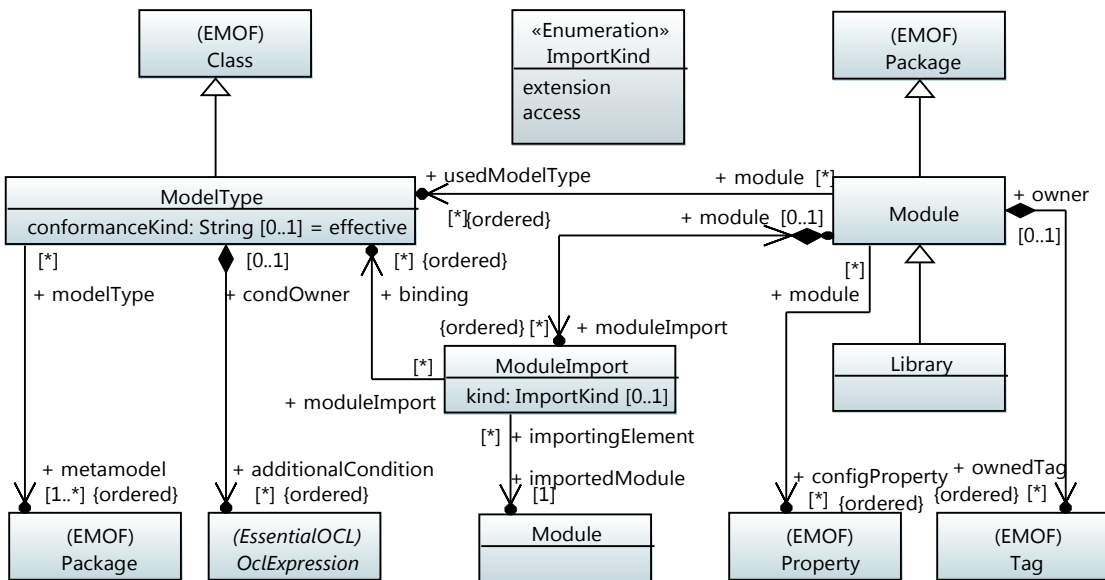 (EMOF)
Class
«Enumeration»
ImportKind
extension
access
(EMOF)
Package
ModelType
conformanceKind: String [0..1] = effective
+ usedModelType
[*]
{ordered}
+ module
[*]
+ module
[0..1]
Module
+ owner
[0..1]
[*]
+ modelType
[0..1]
+ condOwner
[*] {ordered}
+ binding
[*]
+ module
{ordered} [*]
+ moduleImport
[*]
+ moduleImport
ModuleImport
kind: ImportKind [0..1]
Library
[*]
+ importingElement
+ importedModule
[1]
+ metamodel
[1..*] {ordered}
+ additionalCondition
[*] {ordered}
+ configProperty
[*]
{ordered}
+ ownedTag
{ordered}
[*]
(EMOF)
Package
(EssentialOCL)
OclExpression
Module
(EMOF)
Property
(EMOF)
Tag